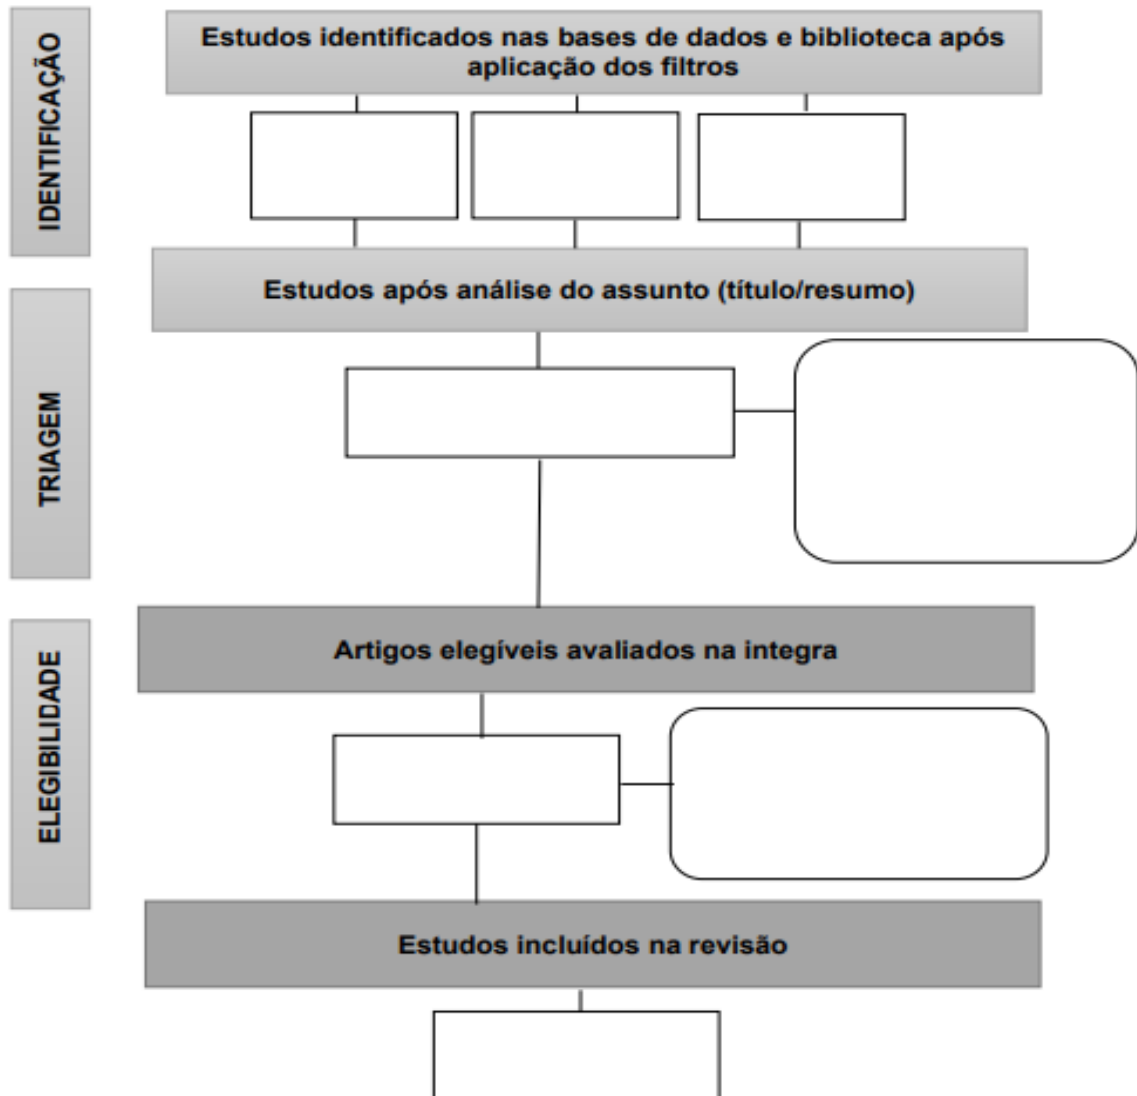 IDENTIFICAÇÃO
Estudos identificados nas bases de dados e biblioteca após
aplicação dos filtros
Estudos após análise do assunto (título/resumo)
TRIAGEM
Artigos elegíveis avaliados na integra
ELEGIBILIDADE
Estudos incluídos na revisão